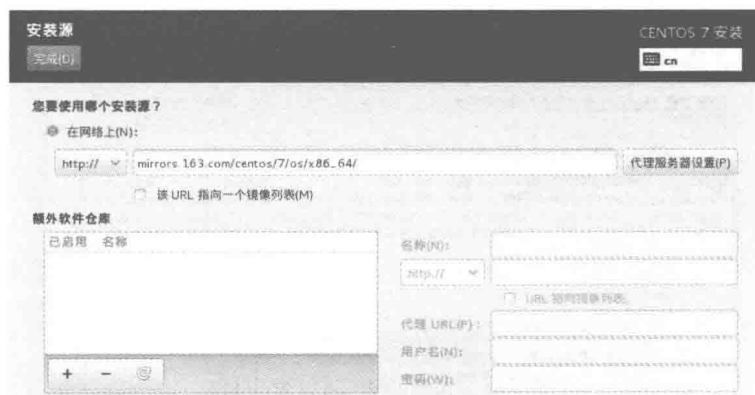 安装源
CENTOS 7 安装
完成(D)
cn
您要使用哪个安装源？
在网络上(N):
http://
mirrors.163.com/centos/7/os/x86_64/
代理服务器设置(P)
该 URL 指向一个镜像列表(M)
额外软件仓库
已启用 名称
名称(N):
http://
URL 指向镜像列表
代理 URL(P):
用户名(N):
密码(W):
+ - @